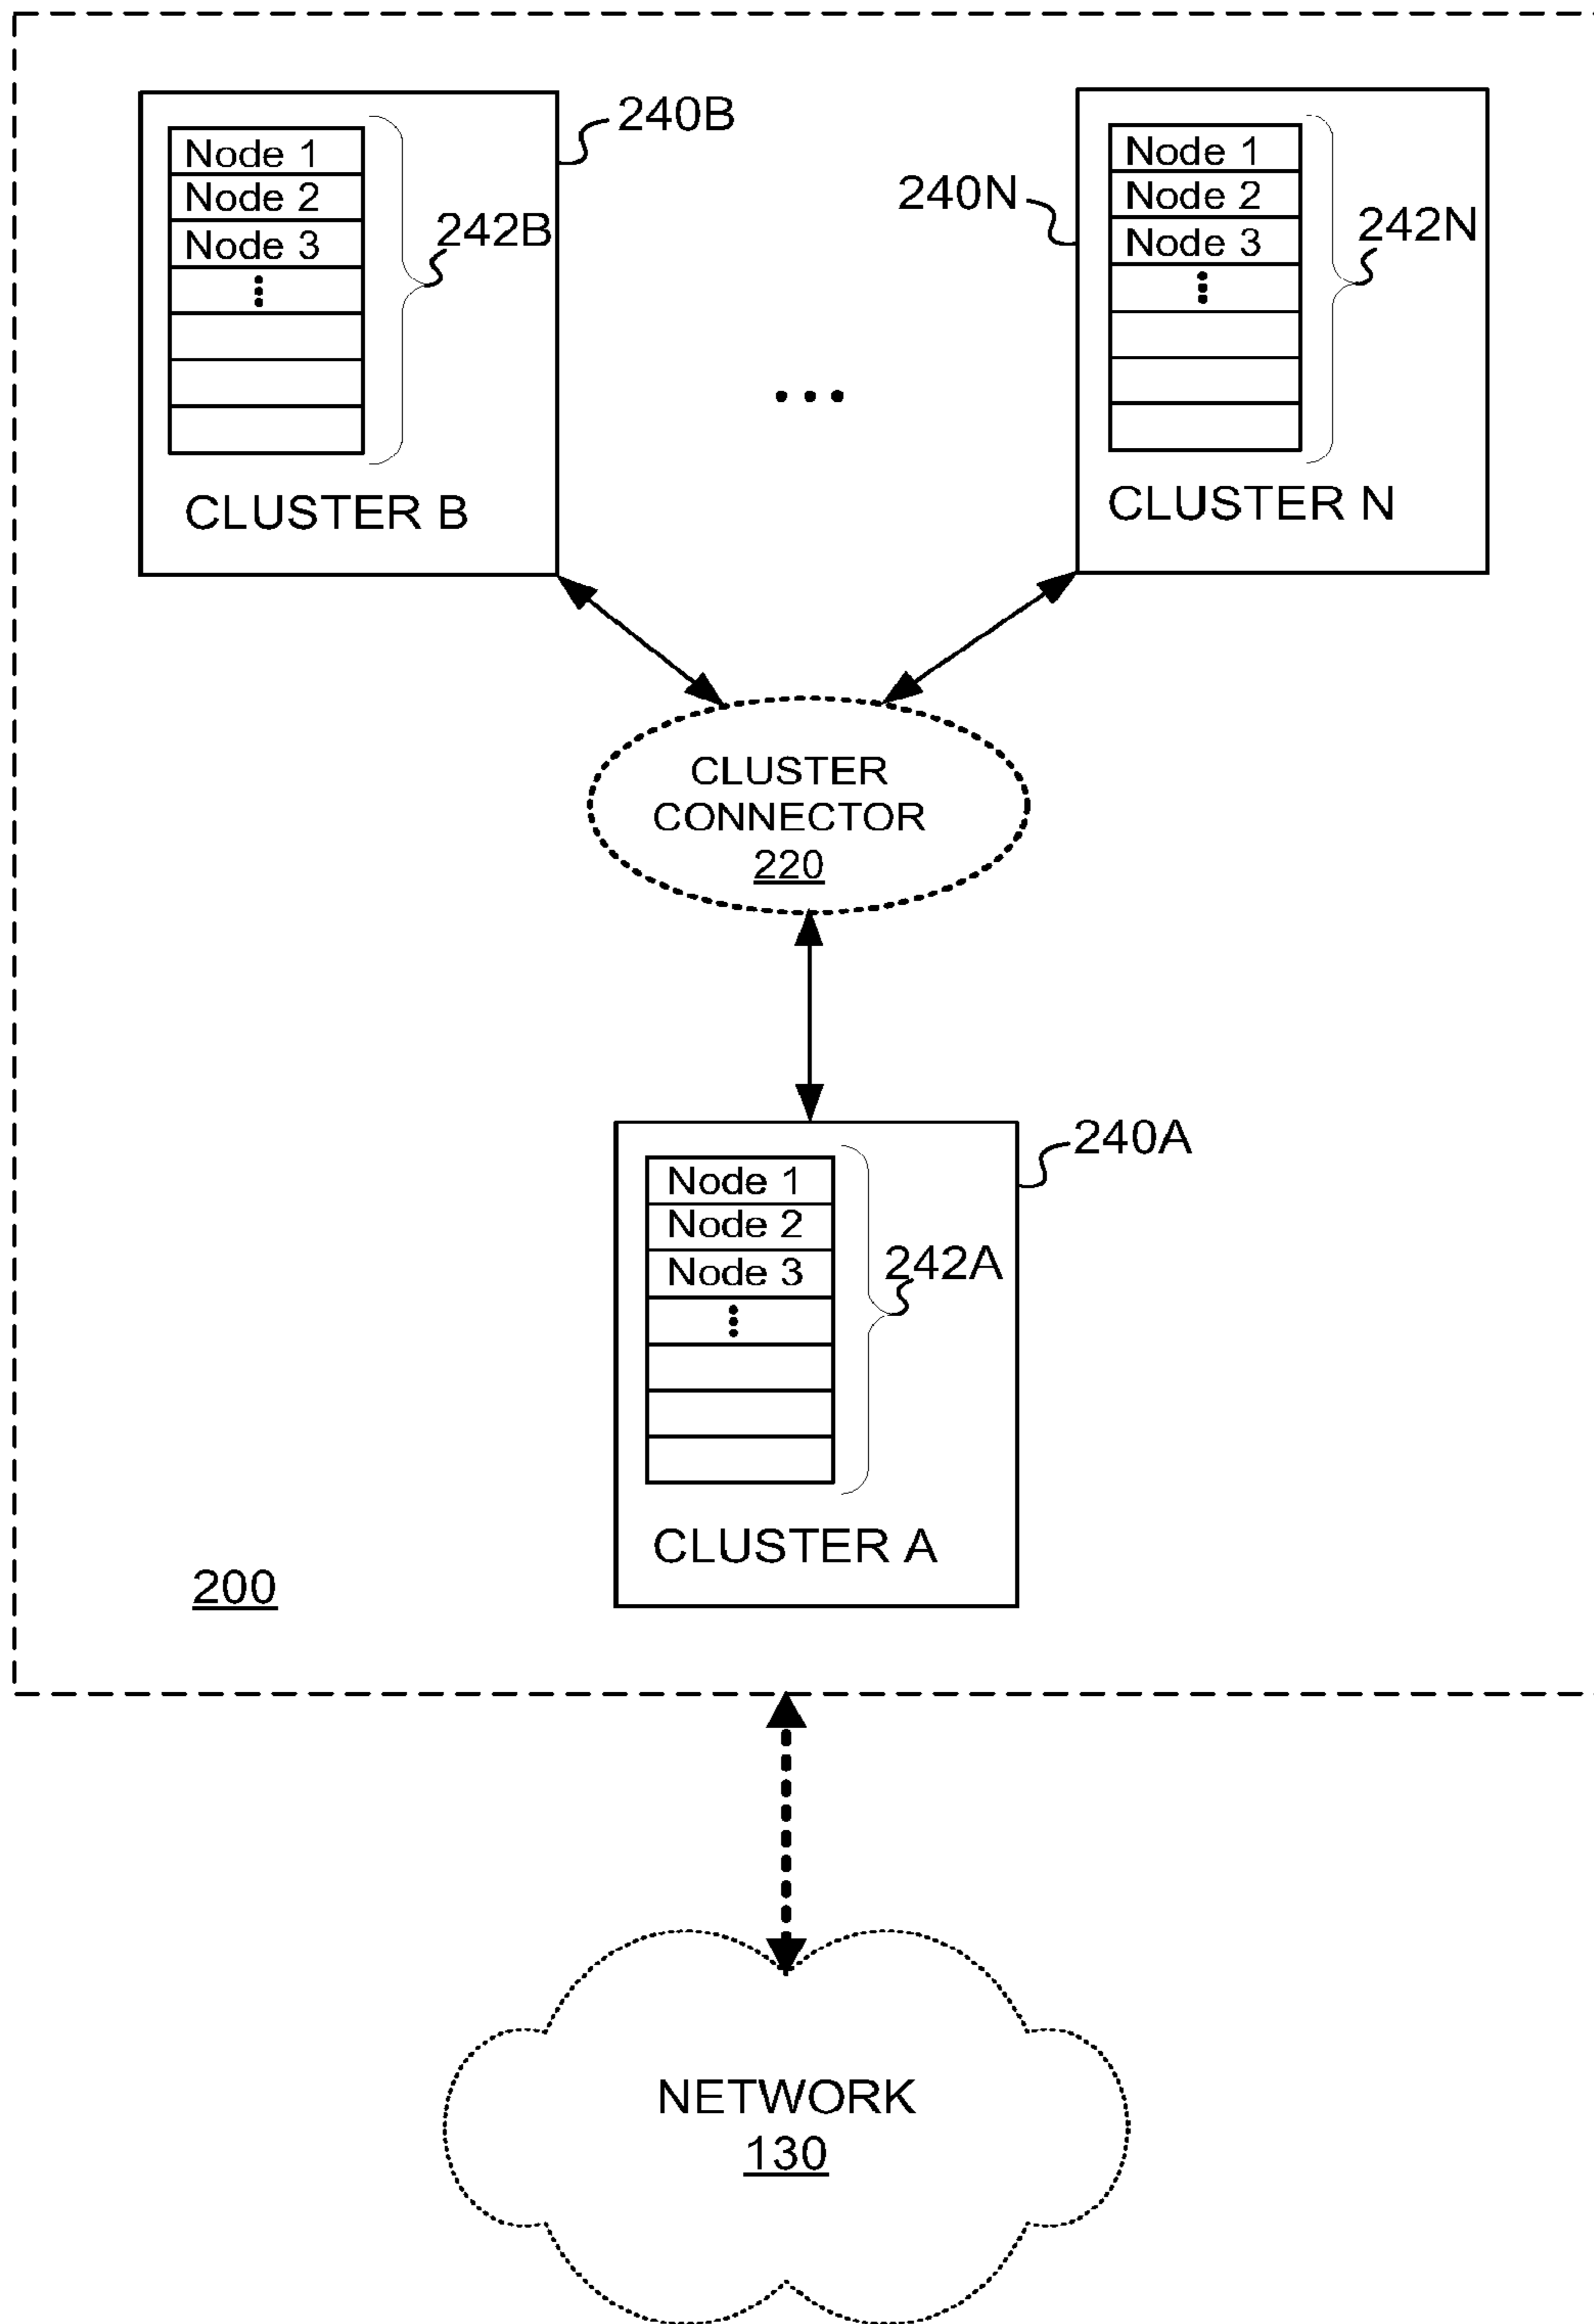 240B
Node 1
Node 2
Node 3
242B
CLUSTER B
240N
Node 1
Node 2
Node 3
242N
CLUSTER N
...
CLUSTER
CONNECTOR
220
240A
Node 1
Node 2
Node 3
242A
CLUSTER A
200
NETWORK
130